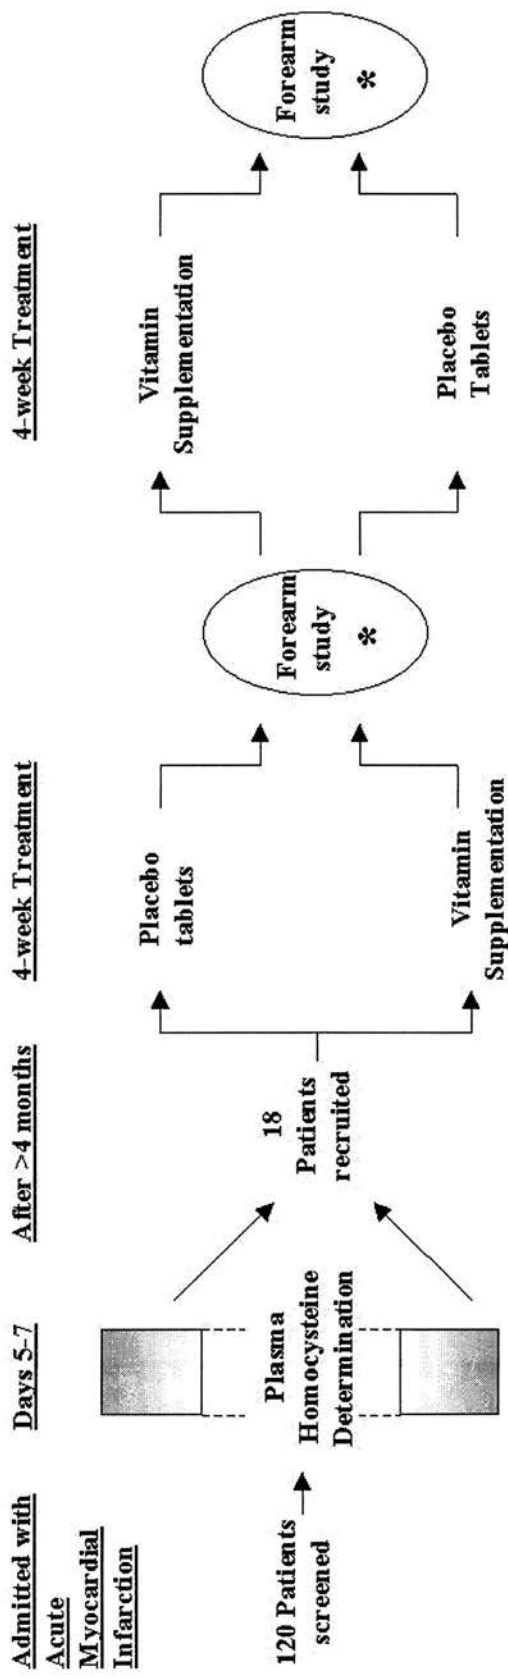 Admitted with
Acute
Myocardial
Infarction
Days 5-7
After >4 months
4-week Treatment
4-week Treatment
120 Patients
screened
Plasma
Homocysteine
Determination
18
Patients
recruited
Placebo
tablets
Vitamin
Supplementation
Forearm
study
*
Vitamin
Supplementation
Placebo
Tablets
Forearm
study
*